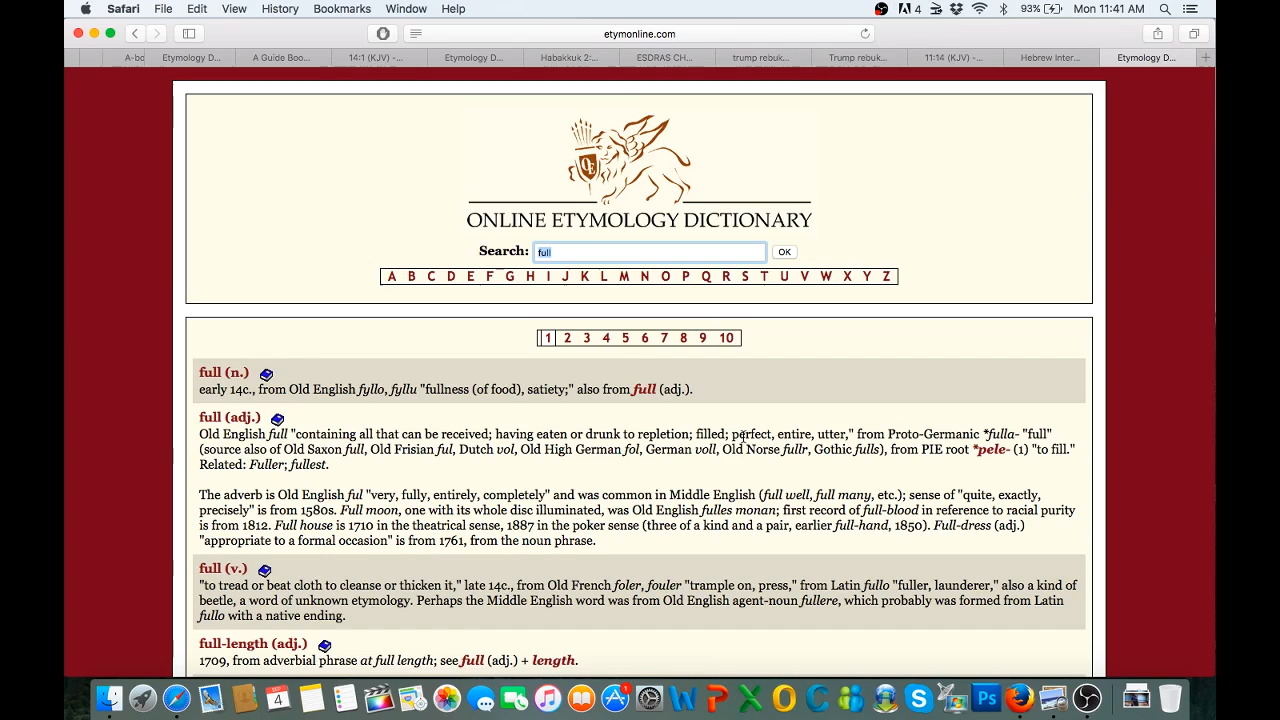 Safari File Edit View History Bookmarks Window Help 4 93% Mon 11:41 AM
etymonline.com
A-bo Etymology D... A Guide Boo... 14:1 (KJV) -... Etymology D... Habakkuk 2:... ESDRAS CH... trump rebuk... Trump rebuk... 11:14 (KJV) -... Hebrew Inter... Etymology D...
OE
ONLINE ETYMOLOGY DICTIONARY
Search: full OK
A B C D E F G H I J K L M N O P Q R S T U V W X Y Z
1 2 3 4 5 6 7 8 9 10
full (n.)
early 14c., from Old English fyllo, fyllu "fullness (of food), satiety;" also from full (adj.).
full (adj.)
Old English full "containing all that can be received; having eaten or drunk to repletion; filled; perfect, entire, utter," from Proto-Germanic *fulla- "full"
(source also of Old Saxon full, Old Frisian ful, Dutch vol, Old High German fol, German voll, Old Norse fullr, Gothic fulls), from PIE root *pele- (1) "to fill."
Related: Fuller; fullest.
The adverb is Old English ful "very, fully, entirely, completely" and was common in Middle English (full well, full many, etc.); sense of "quite, exactly,
precisely" is from 1580s. Full moon, one with its whole disc illuminated, was Old English fulles monan; first record of full-blood in reference to racial purity
is from 1812. Full house is 1710 in the theatrical sense, 1887 in the poker sense (three of a kind and a pair, earlier full-hand, 1850). Full-dress (adj.)
"appropriate to a formal occasion" is from 1761, from the noun phrase.
full (v.)
"to tread or beat cloth to cleanse or thicken it," late 14c., from Old French foler, fouler "trample on, press," from Latin fullo "fuller, launderer," also a kind of
beetle, a word of unknown etymology. Perhaps the Middle English word was from Old English agent-noun fullere, which probably was formed from Latin
fullo with a native ending.
full-length (adj.)
1709, from adverbial phrase at full length; see full (adj.) + length.